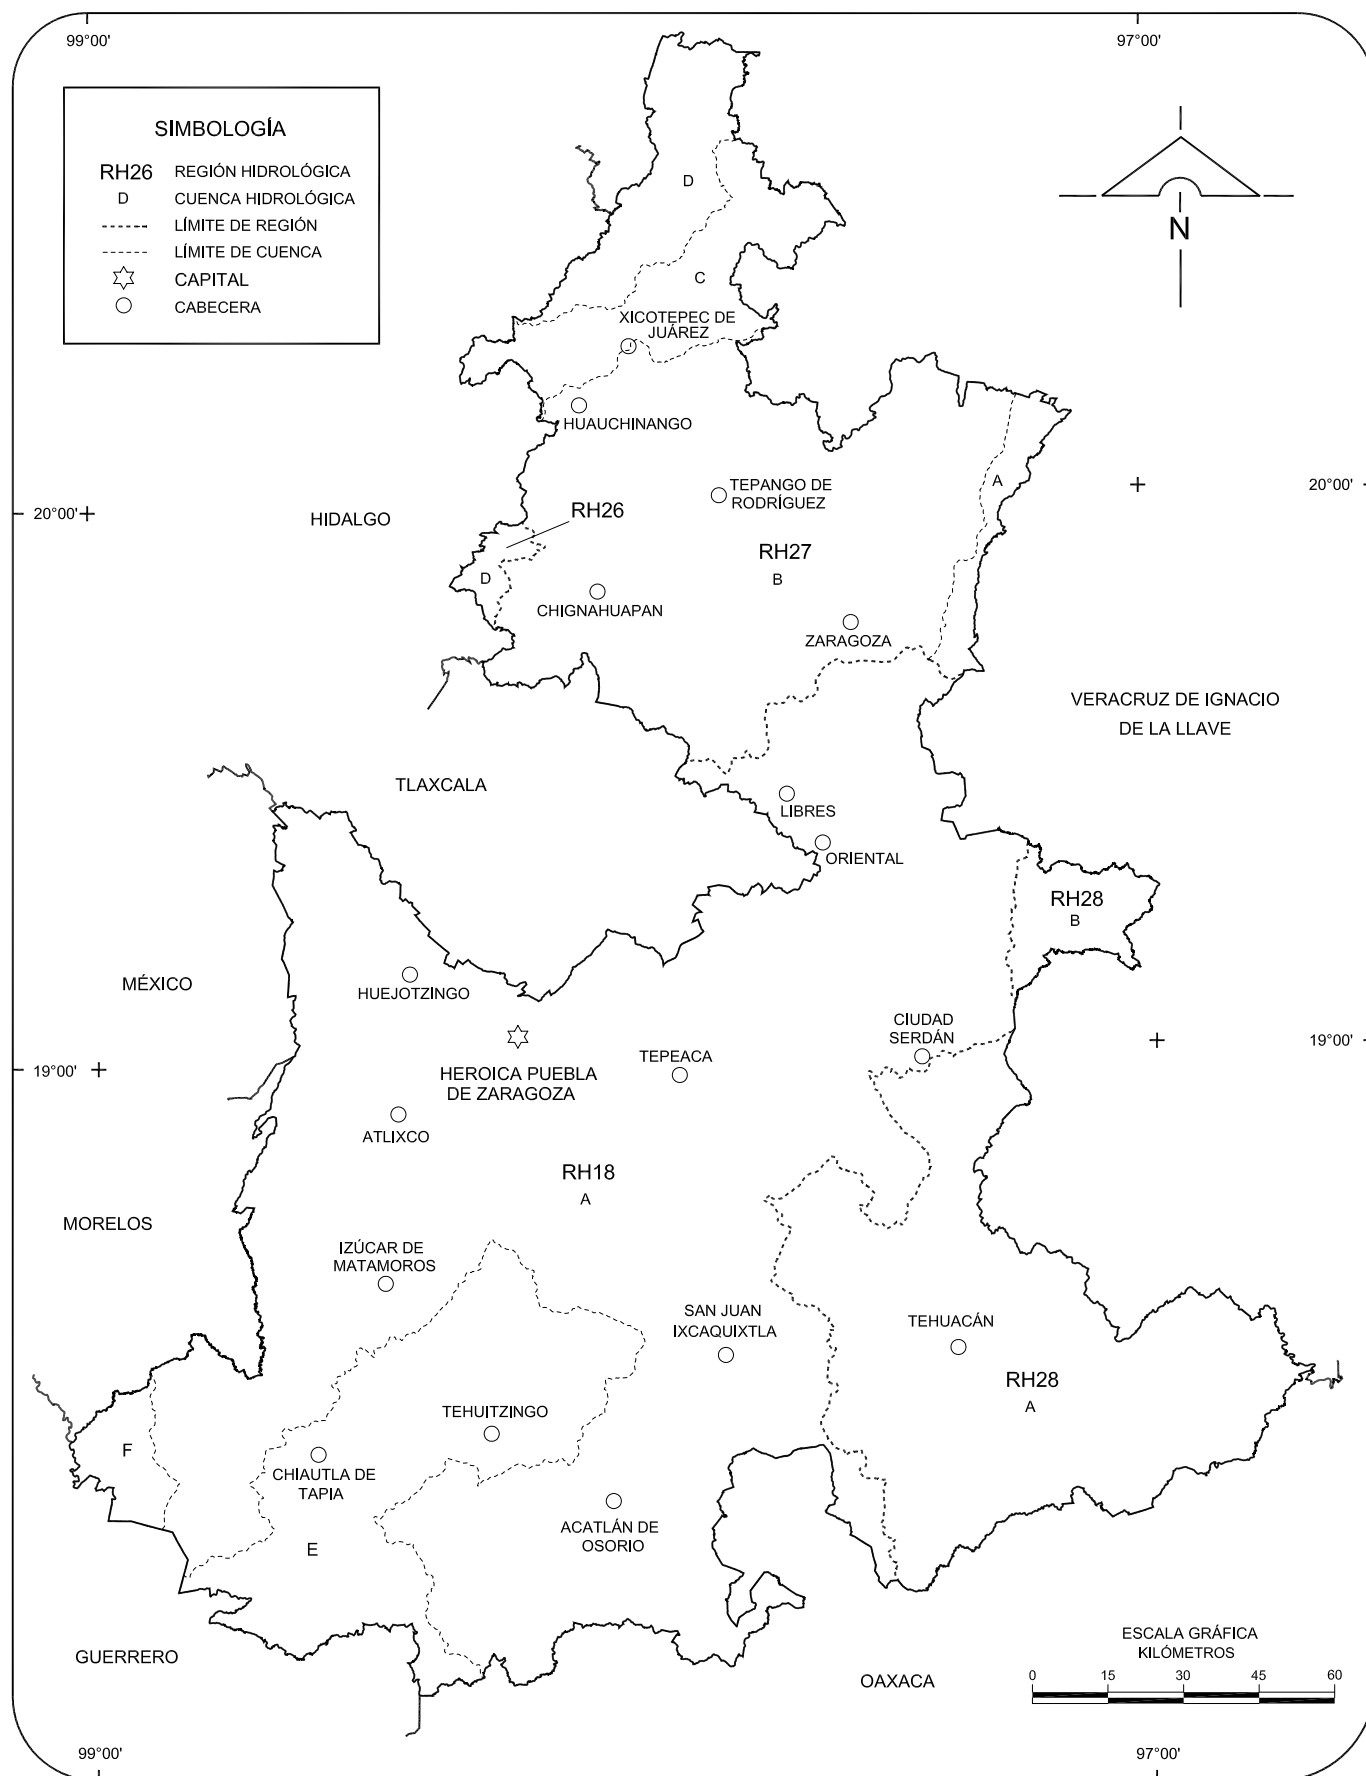 99°00'
97°00'
SIMBOLOGÍA
RH26 REGIÓN HIDROLÓGICA
D CUENCA HIDROLÓGICA
LÍMITE DE REGIÓN
LÍMITE DE CUENCA
CAPITAL
CABECERA
N
D
C
XICOTEPEC DE
JUÁREZ
HUAUCHINANGO
A
TEPANGO DE
RODRÍGUEZ
20°00'
20°00'
HIDALGO
RH26
RH27
B
D
CHIGNAHUAPAN
ZARAGOZA
VERACRUZ DE IGNACIO
DE LA LLAVE
TLAXCALA
LIBRES
ORIENTAL
RH28
B
MÉXICO
HUEJOTZINGO
CIUDAD
SERDÁN
19°00'
19°00'
TEPEACA
HEROICA PUEBLA
DE ZARAGOZA
ATLIXCO
RH18
A
MORELOS
IZÚCAR DE
MATAMOROS
SAN JUAN
IXCAQUIXTLA
TEHUACÁN
RH28
A
TEHUITZINGO
F
CHIAUTLA DE
TAPIA
ACATLÁN DE
OSORIO
E
GUERRERO
OAXACA
ESCALA GRÁFICA
KILÓMETROS
0 15 30 45 60
99°00'
97°00'